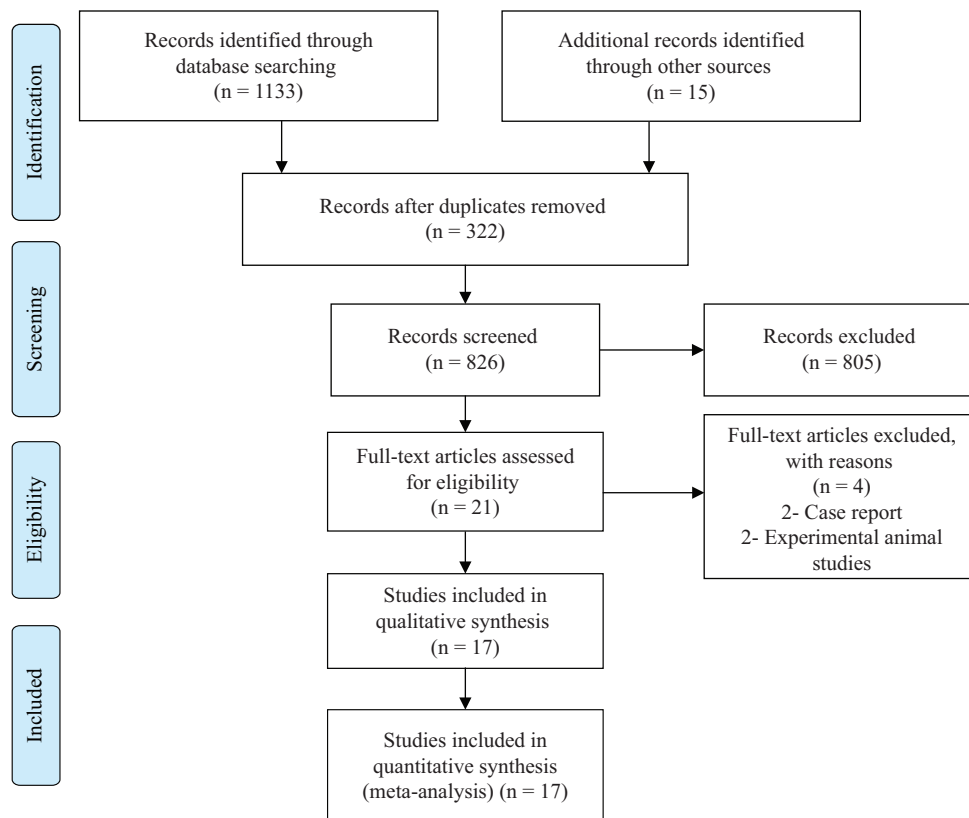 Identification
Records identified through
database searching
(n = 1133)
Additional records identified
through other sources
(n = 15)
Records after duplicates removed
(n = 322)
Screening
Records screened
(n = 826)
Records excluded
(n = 805)
Eligibility
Full-text articles assessed
for eligibility
(n = 21)
Full-text articles excluded,
with reasons
(n = 4)
2- Case report
2- Experimental animal
studies
Studies included in
qualitative synthesis
(n = 17)
Included
Studies included in
quantitative synthesis
(meta-analysis) (n = 17)